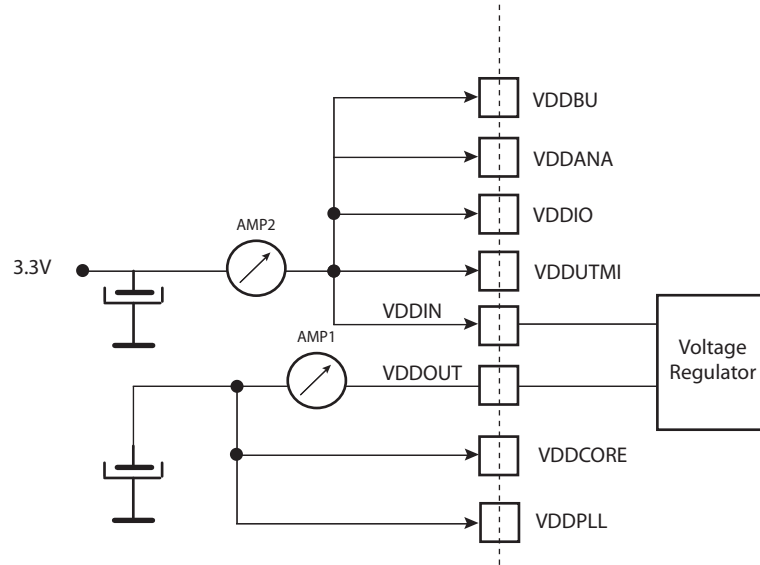 VDDBU
VDDANA
VDDIO
AMP2
3.3V
VDDUTMI
VDDIN
AMP1
Voltage
Regulator
VDDOUT
VDDCORE
VDDPLL